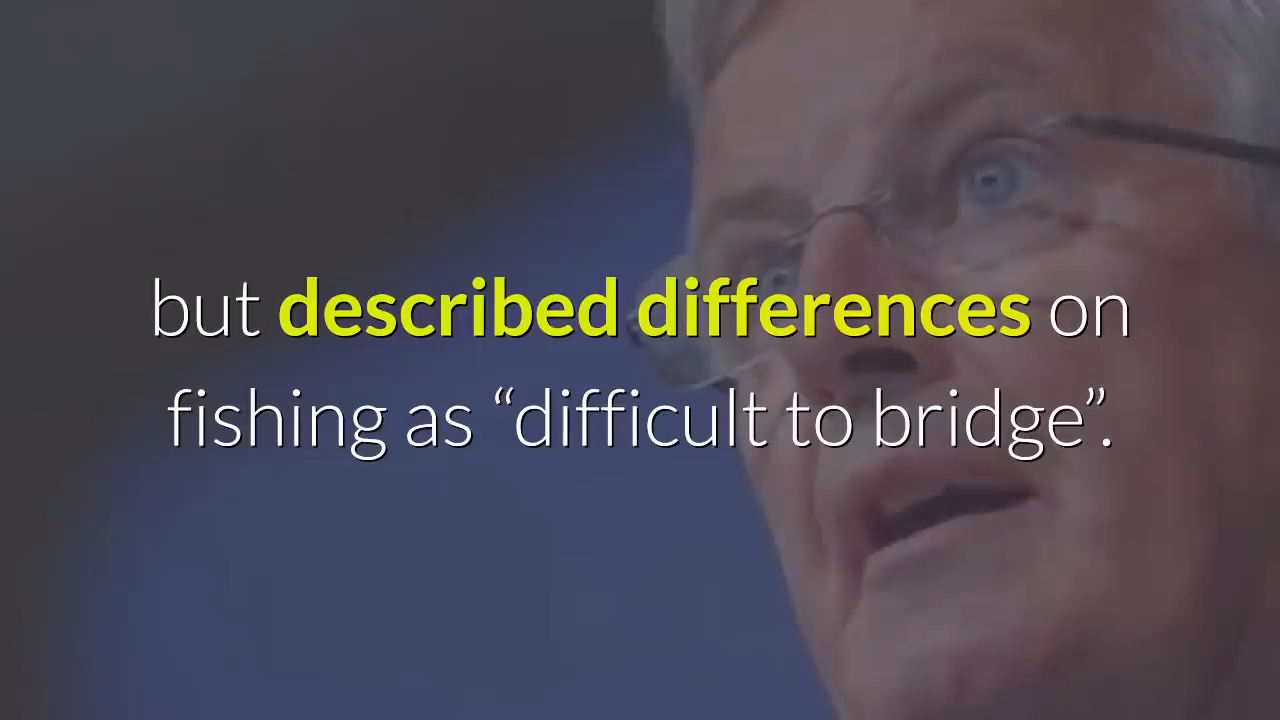 but described differences on
fishing as “difficult to bridge”.